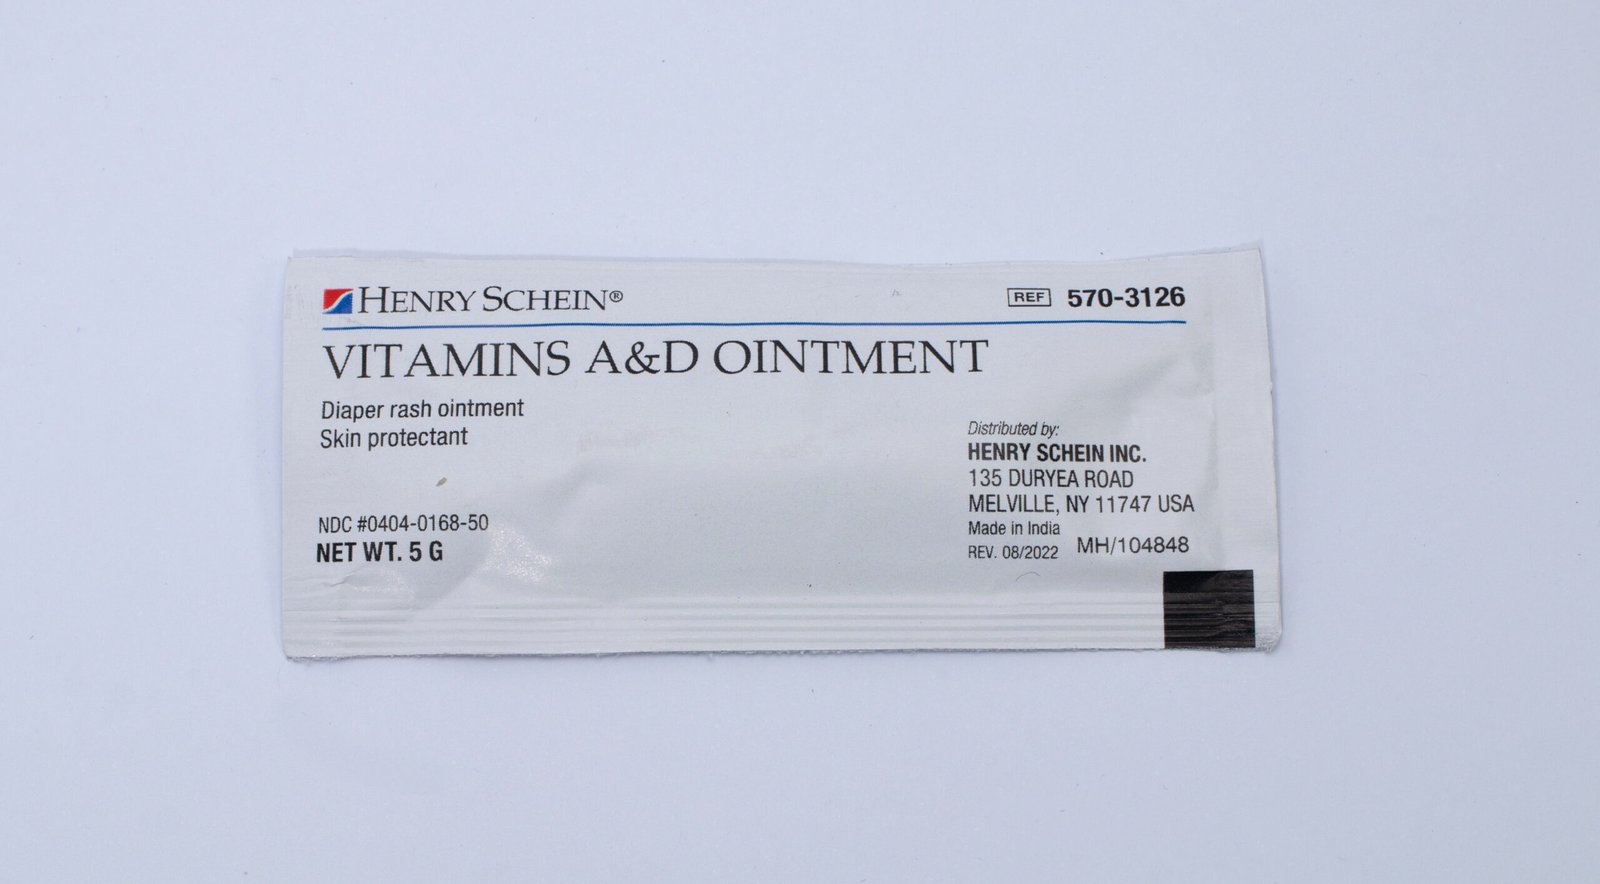 HENRY SCHEIN®
REF 570-3126
VITAMINS A&D OINTMENT
Diaper rash ointment
Skin protectant
NDC #0404-0168-50
NET WT. 5 G
Distributed by:
HENRY SCHEIN INC.
135 DURYEA ROAD
MELVILLE, NY 11747 USA
Made in India
REV. 08/2022 MH/104848